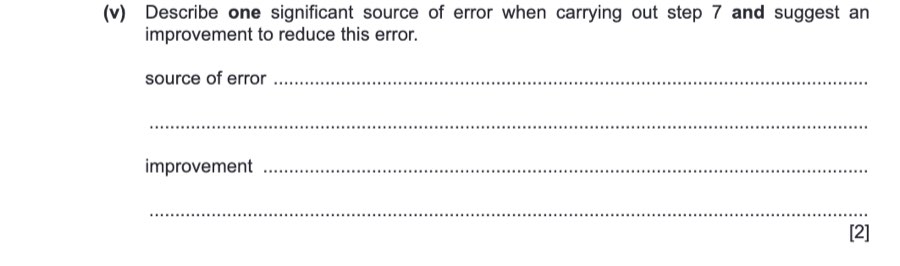 (v) Describe one significant source of error when carrying out step 7 and suggest an
improvement to reduce this error.
source of error ........................................................................................................................
........................................................................................................................
improvement ........................................................................................................................
........................................................................................................................
[2]